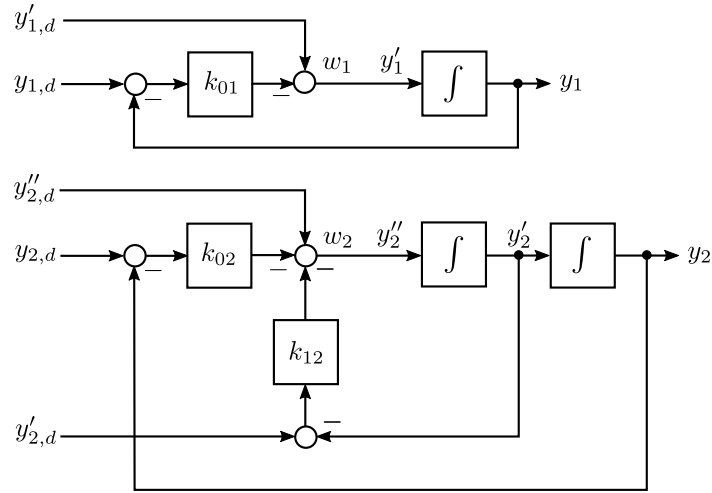 y′₁,d
y₁,d − k₀₁ − w₁ y′₁ ∫ y₁
y″₂,d
y₂,d − k₀₂ − − w₂ y″₂ ∫ y′₂ ∫ y₂
k₁₂
y′₂,d −